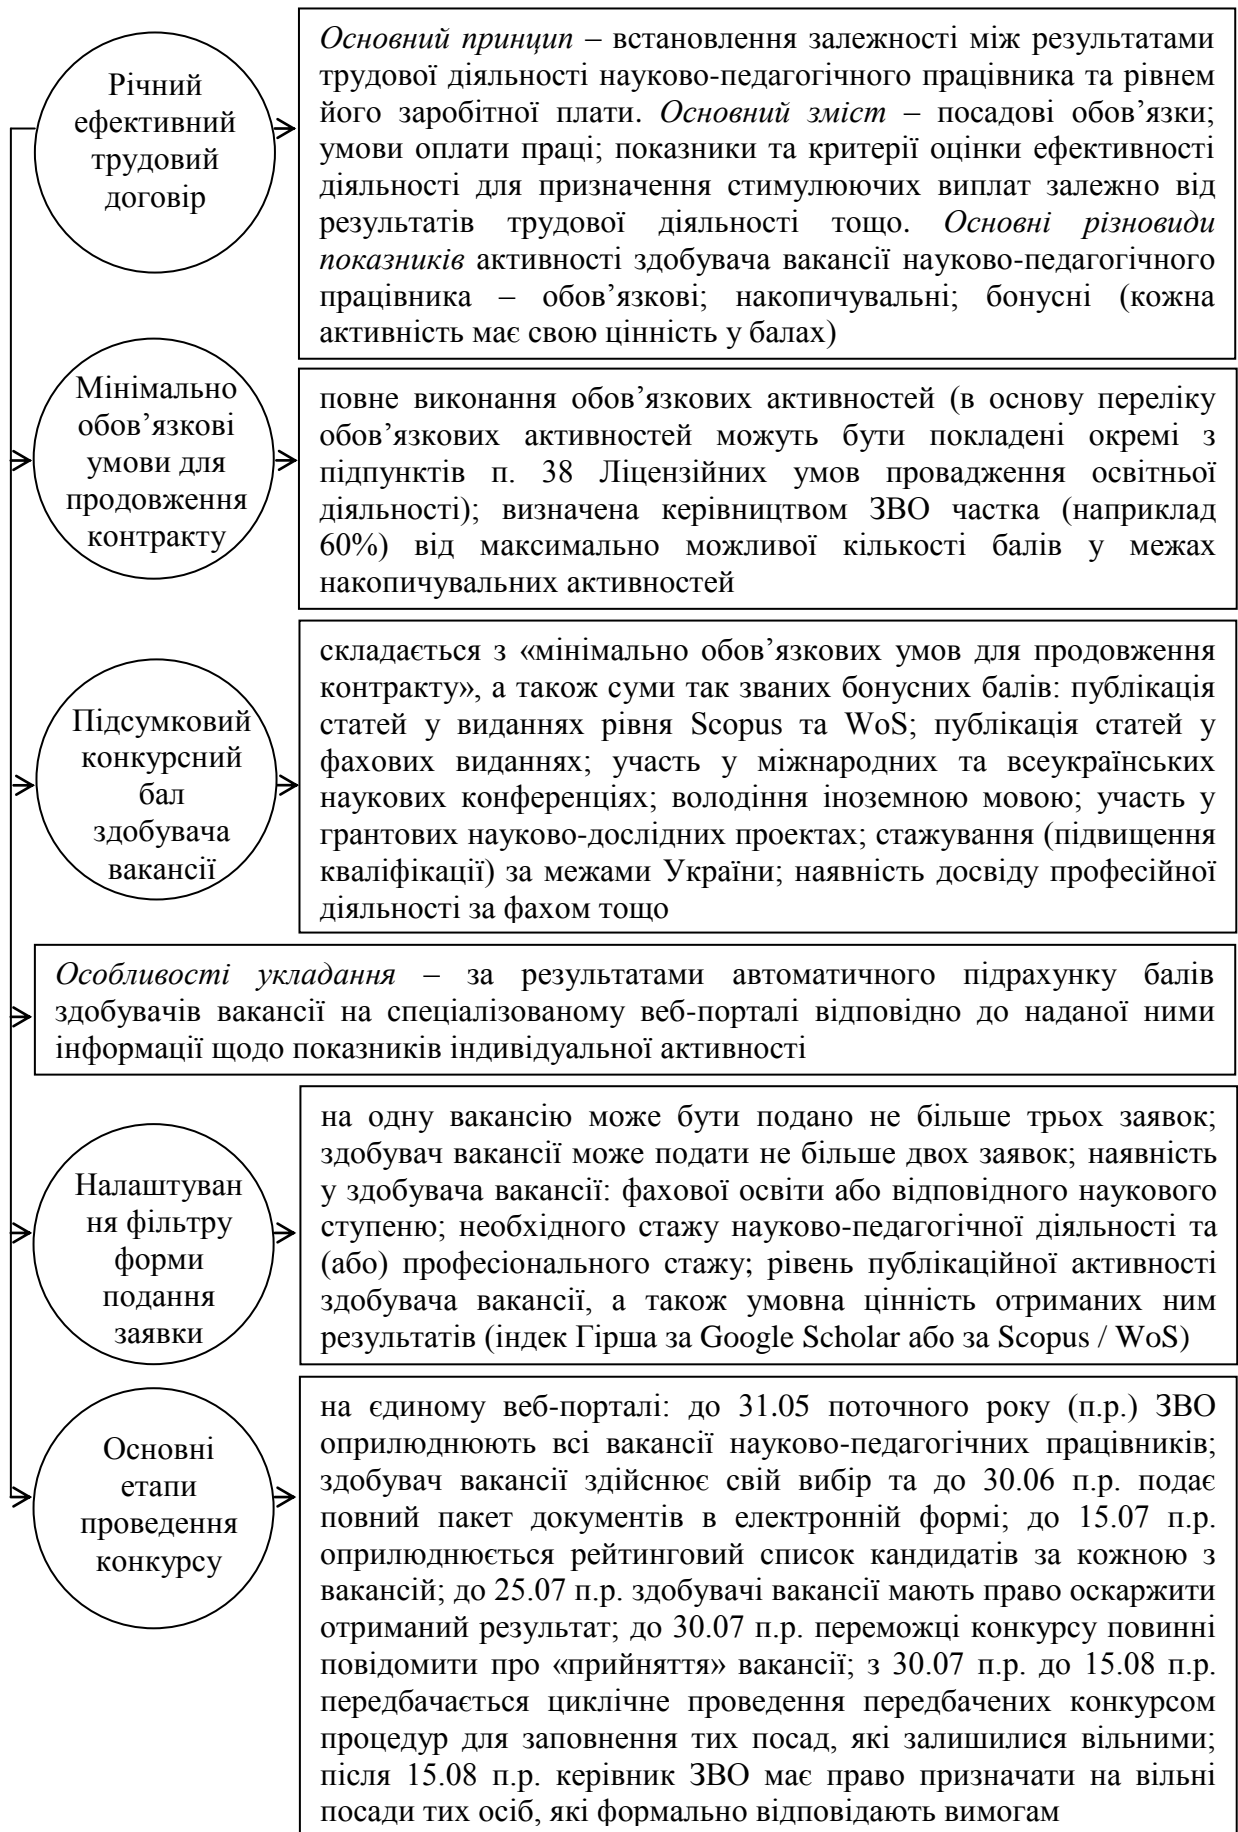 Річний
ефективний
трудовий
договір
Основний принцип – встановлення залежності між результатами
трудової діяльності науково-педагогічного працівника та рівнем
його заробітної плати. Основний зміст – посадові обов’язки;
умови оплати праці; показники та критерії оцінки ефективності
діяльності для призначення стимулюючих виплат залежно від
результатів трудової діяльності тощо. Основні різновиди
показників активності здобувача вакансії науково-педагогічного
працівника – обов’язкові; накопичувальні; бонусні (кожна
активність має свою цінність у балах)
Мінімально
обов’язкові
умови для
продовження
контракту
повне виконання обов’язкових активностей (в основу переліку
обов’язкових активностей можуть бути покладені окремі з
підпунктів п. 38 Ліцензійних умов провадження освітньої
діяльності); визначена керівництвом ЗВО частка (наприклад
60%) від максимально можливої кількості балів у межах
накопичувальних активностей
Підсумковий
конкурсний
бал
здобувача
вакансії
складається з «мінімально обов’язкових умов для продовження
контракту», а також суми так званих бонусних балів: публікація
статей у виданнях рівня Scopus та WoS; публікація статей у
фахових виданнях; участь у міжнародних та всеукраїнських
наукових конференціях; володіння іноземною мовою; участь у
грантових науково-дослідних проектах; стажування (підвищення
кваліфікації) за межами України; наявність досвіду професійної
діяльності за фахом тощо
Особливості укладання – за результатами автоматичного підрахунку балів
здобувачів вакансії на спеціалізованому веб-порталі відповідно до наданої ними
інформації щодо показників індивідуальної активності
Налаштуван
ня фільтру
форми
подання
заявки
на одну вакансію може бути подано не більше трьох заявок;
здобувач вакансії може подати не більше двох заявок; наявність
у здобувача вакансії: фахової освіти або відповідного наукового
ступеню; необхідного стажу науково-педагогічної діяльності та
(або) професіонального стажу; рівень публікаційної активності
здобувача вакансії, а також умовна цінність отриманих ним
результатів (індек Гірша за Google Scholar або за Scopus / WoS)
Основні
етапи
проведення
конкурсу
на єдиному веб-порталі: до 31.05 поточного року (п.р.) ЗВО
оприлюднюють всі вакансії науково-педагогічних працівників;
здобувач вакансії здійснює свій вибір та до 30.06 п.р. подає
повний пакет документів в електронній формі; до 15.07 п.р.
оприлюднюється рейтинговий список кандидатів за кожною з
вакансій; до 25.07 п.р. здобувачі вакансії мають право оскаржити
отриманий результат; до 30.07 п.р. переможці конкурсу повинні
повідомити про «прийняття» вакансії; з 30.07 п.р. до 15.08 п.р.
передбачається циклічне проведення передбачених конкурсом
процедур для заповнення тих посад, які залишилися вільними;
після 15.08 п.р. керівник ЗВО має право призначати на вільні
посади тих осіб, які формально відповідають вимогам